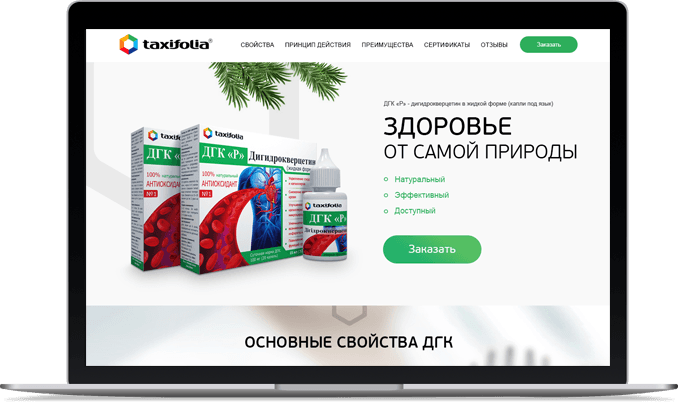 taxifolia®
СВОЙСТВА ПРИНЦИП ДЕЙСТВИЯ ПРЕИМУЩЕСТВА СЕРТИФИКАТЫ ОТЗЫВЫ Заказать
ДГК «Р» - дигидрокверцетин в жидкой форме (капли под язык)
ЗДОРОВЬЕ
ОТ САМОЙ ПРИРОДЫ
Натуральный
Эффективный
Доступный
Заказать
taxifolia
ДГК «Р»
100% натуральный
АНТИОКСИДАНТ
№1
taxifolia
ДГК «Р» Дигидрокверцетин
100% натуральный
АНТИОКСИДАНТ
№1
taxifolia
ДГК «Р»
Дигидрокверцетин
ОСНОВНЫЕ СВОЙСТВА ДГК